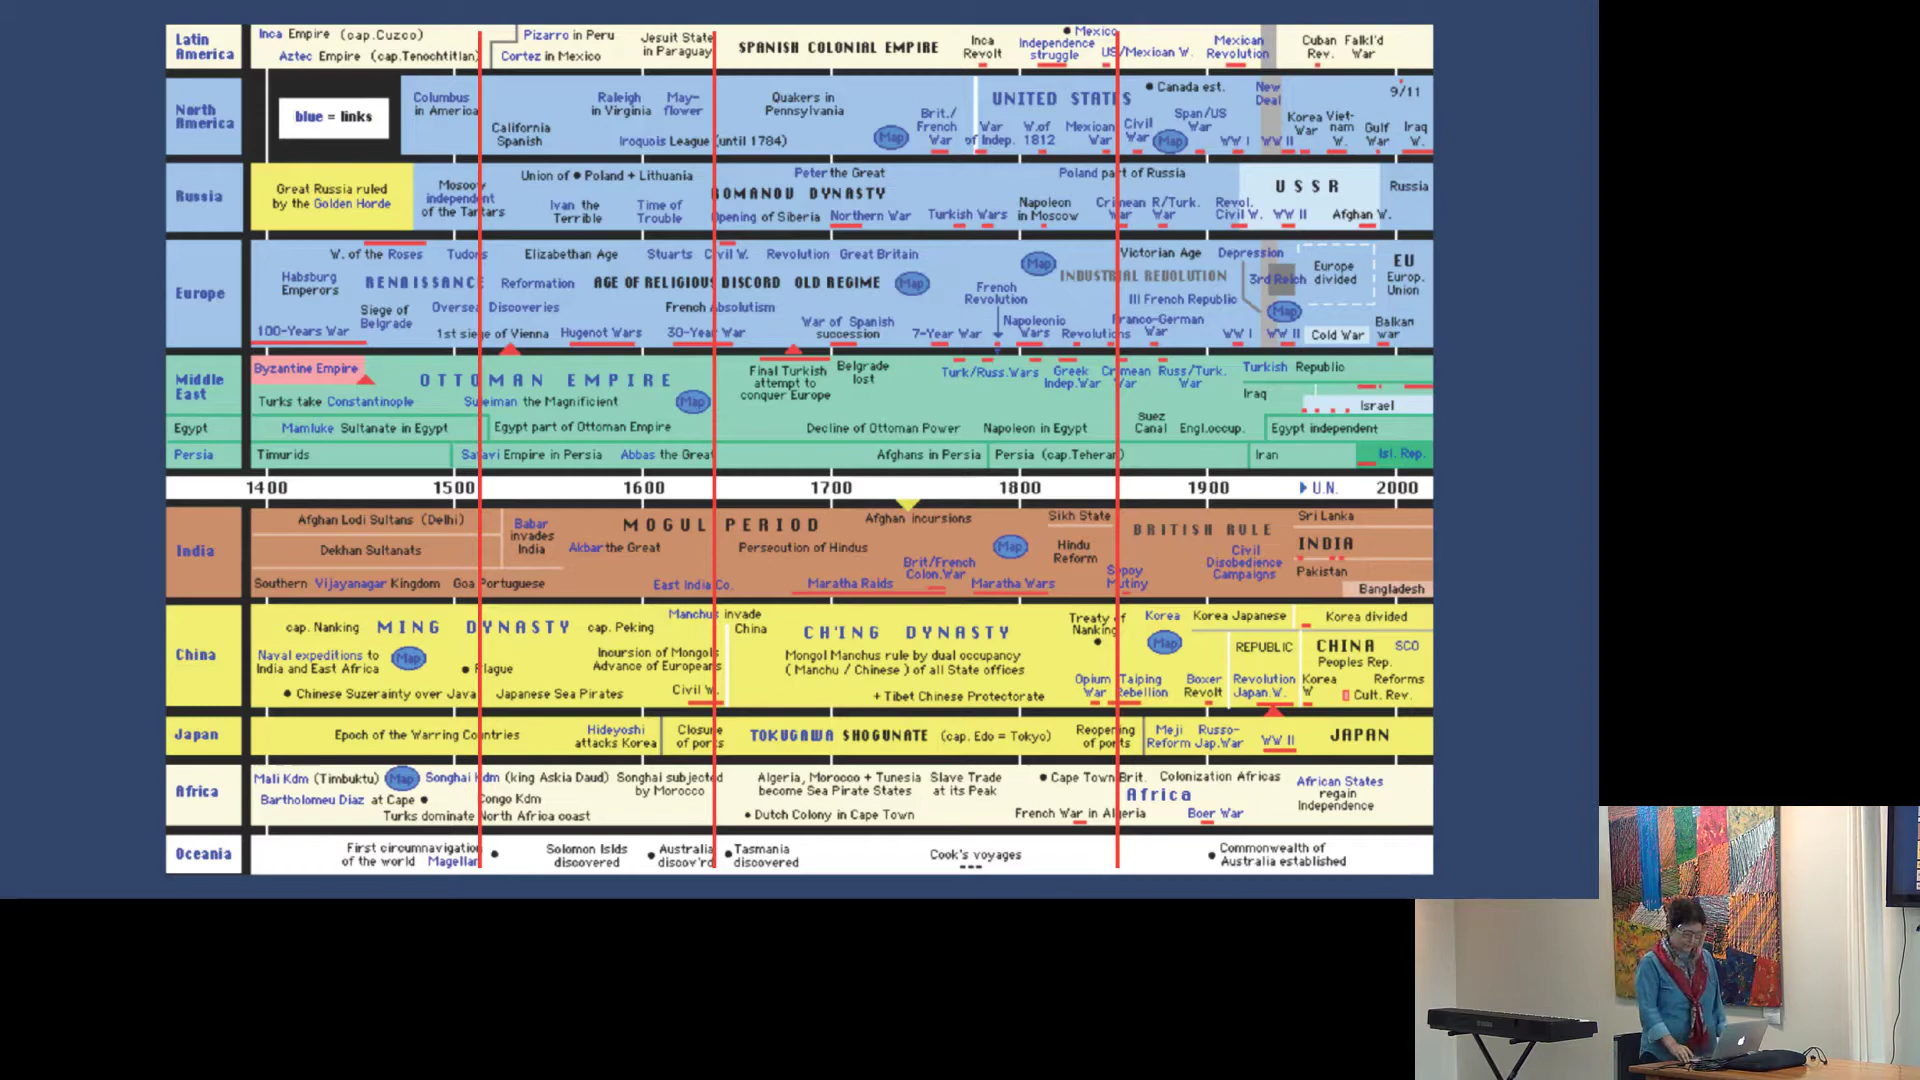 Latin America
Inca Empire (cap.Cuzco)
Aztec Empire (cap.Tenochtitlan)
Pizarro in Peru
Cortez in Mexico
Jesuit State in Paraguay
SPANISH COLONIAL EMPIRE
Inca Revolt
Mexico Independence struggle
US/Mexican W.
Mexican Revolution
Cuban Rev.
Falkl'd War
North America
blue = links
Columbus in America
California Spanish
Raleigh in Virginia
May-flower
Iroquois League (until 1784)
Quakers in Pennsylvania
Map
Brit./ French War
UNITED STATES
War of Indep.
W.of 1812
Mexican War
Civil War
Canada est.
Map
Span/US War
WW I
New Deal
WW II
Korea War
Viet-nam W.
Gulf War
9/11
Iraq W.
Russia
Great Russia ruled by the Golden Horde
Moscow independent of the Tartars
Union of Poland + Lithuania
Ivan the Terrible
Time of Trouble
Peter the Great
ROMANOV DYNASTY
Opening of Siberia
Northern War
Turkish Wars
Napoleon in Moscow
Poland part of Russia
Crimean War
R/Turk. War
Revol. Civil W.
USSR
WW II
Afghan W.
Russia
Europe
W. of the Roses
Tudors
Elizabethan Age
Stuarts
Civil W.
Revolution
Great Britain
Map
Victorian Age
Depression
EU
Europ. Union
Habsburg Emperors
RENAISSANCE
Reformation
AGE OF RELIGIOUS DISCORD
OLD REGIME
Map
INDUSTRIAL REVOLUTION
3rd Reich
Europe divided
Siege of Belgrade
Oversea Discoveries
French Absolutism
French Revolution
III French Republic
Map
100-Years War
1st siege of Vienna
Hugenot Wars
30-Year War
War of Spanish succession
7-Year War
Napoleonic Wars
Revolutions
Franco-German War
WW I
WW II
Cold War
Balkan war
Middle East
Byzantine Empire
OTTOMAN EMPIRE
Turks take Constantinople
Suleiman the Magnificient
Map
Final Turkish attempt to conquer Europe
Belgrade lost
Turk/Russ.Wars
Greek Indep.War
Crimean War
Russ/Turk. War
Turkish Republic
Iraq
Israel
Egypt
Mamluke Sultanate in Egypt
Egypt part of Ottoman Empire
Decline of Ottoman Power
Napoleon in Egypt
Suez Canal
Engl.occup.
Egypt independent
Persia
Timurids
Safavi Empire in Persia
Abbas the Great
Afghans in Persia
Persia (cap.Teheran)
Iran
Isl. Rep.
1400 1500 1600 1700 1800 1900 U.N. 2000
India
Afghan Lodi Sultans (Delhi)
Dekhan Sultanats
Southern Vijayanagar Kingdom
Goa Portuguese
Babar invades India
MOGUL PERIOD
Akbar the Great
East India Co.
Persecution of Hindus
Maratha Raids
Afghan incursions
Brit/French Colon.War
Map
Maratha Wars
Sikh State
Hindu Reform
Sepoy Mutiny
BRITISH RULE
Civil Disobedience Campaigns
Sri Lanka
INDIA
Pakistan
Bangladesh
China
cap. Nanking
MING DYNASTY
cap. Peking
Naval expeditions to India and East Africa
Map
Plague
Chinese Suzerainty over Java
Japanese Sea Pirates
Manchus invade China
Incursion of Mongols
Advance of Europeans
Civil W.
CH'ING DYNASTY
Mongol Manchus rule by dual occupancy
( Manchu / Chinese ) of all State offices
+ Tibet Chinese Protectorate
Treaty of Nanking
Opium War
Taiping Rebellion
Korea
Map
Korea Japanese
Boxer Revolt
REPUBLIC
Revolution
Japan.W.
Korea divided
CHINA
Peoples Rep.
SCO
Korea W
Reforms
Cult. Rev.
Japan
Epoch of the Warring Countries
Hideyoshi attacks Korea
Closure of ports
TOKUGAWA SHOGUNATE (cap. Edo = Tokyo)
Reopening of ports
Meji Reform
Russo-Jap.War
WW II
JAPAN
Africa
Mali Kdm (Timbuktu)
Map
Songhai Kdm (king Askia Daud)
Songhai subjected by Morocco
Bartholomeu Diaz at Cape
Congo Kdm
Turks dominate North Africa coast
Algeria, Morocco + Tunesia become Sea Pirate States
Slave Trade at its Peak
Dutch Colony in Cape Town
Cape Town Brit.
Colonization Africas
Africa
French War in Algeria
Boer War
African States regain Independence
Oceania
First circumnavigation of the world Magellan
Solomon Islds discovered
Australia discov'rd
Tasmania discovered
Cook's voyages
Commonwealth of Australia established